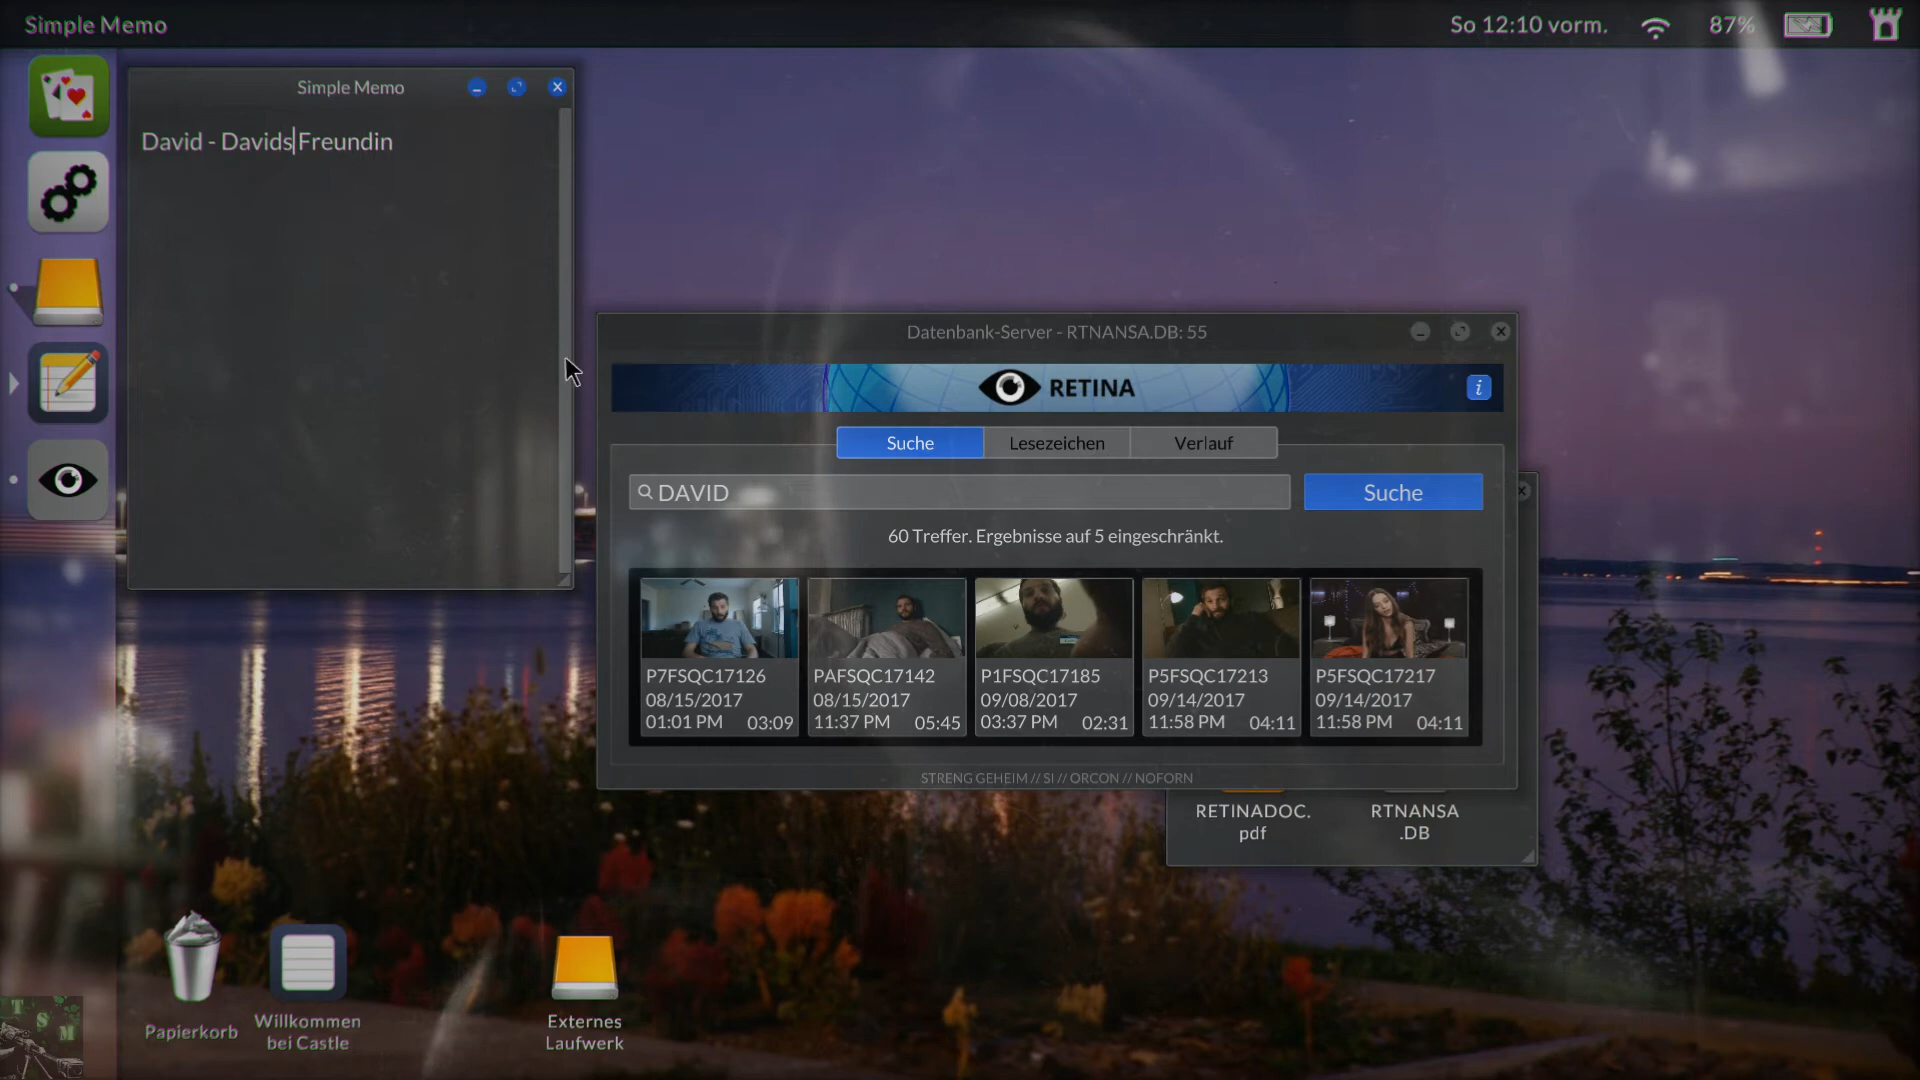 Simple Memo
So 12:10 vorm.
87%
Simple Memo
David - Davids Freundin
Datenbank-Server - RTNANSA.DB: 55
RETINA
i
Suche
Lesezeichen
Verlauf
DAVID
Suche
60 Treffer. Ergebnisse auf 5 eingeschränkt.
P7FSQC17126
08/15/2017
01:01 PM 03:09
PAFSQC17142
08/15/2017
11:37 PM 05:45
P1FSQC17185
09/08/2017
03:37 PM 02:31
P5FSQC17213
09/14/2017
11:58 PM 04:11
P5FSQC17217
09/14/2017
11:58 PM 04:11
STRENG GEHEIM // SI // ORCON // NOFORN
RETINADOC.
pdf
RTNANSA
.DB
Papierkorb
Willkommen
bei Castle
Externes
Laufwerk
TSM